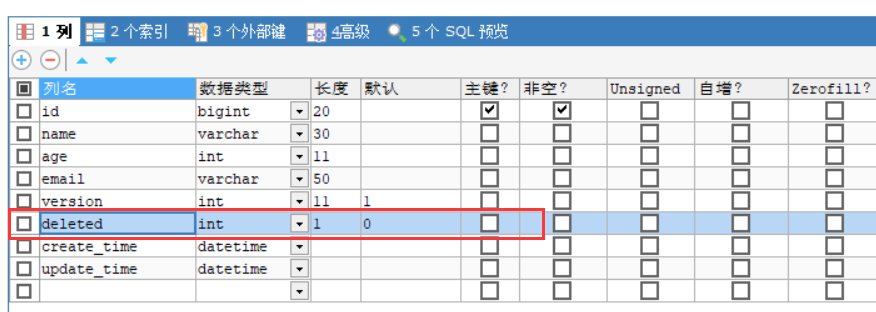 1 列 2 个索引 3 个外部键 4高级 5 个 SQL 预览
列名 数据类型 长度 默认 主键? 非空? Unsigned 自增? Zerofill?
id bigint 20
name varchar 30
age int 11
email varchar 50
version int 11 1
deleted int 1 0
create_time datetime
update_time datetime